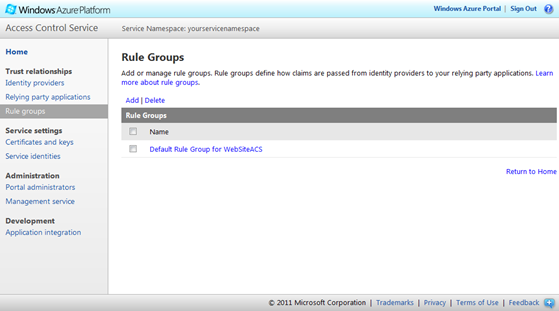 Windows Azure Platform
Windows Azure Portal | Sign Out ?
Access Control Service
Service Namespace: yourservicenamespace
Home
Trust relationships
Identity providers
Relying party applications
Rule groups
Service settings
Certificates and keys
Service identities
Administration
Portal administrators
Management service
Development
Application integration
Rule Groups
Add or manage rule groups. Rule groups define how claims are passed from identity providers to your relying party applications. Learn
more about rule groups.
Add | Delete
Rule Groups
Name
Default Rule Group for WebSiteACS
Return to Home
© 2011 Microsoft Corporation | Trademarks | Privacy | Terms of Use | Feedback